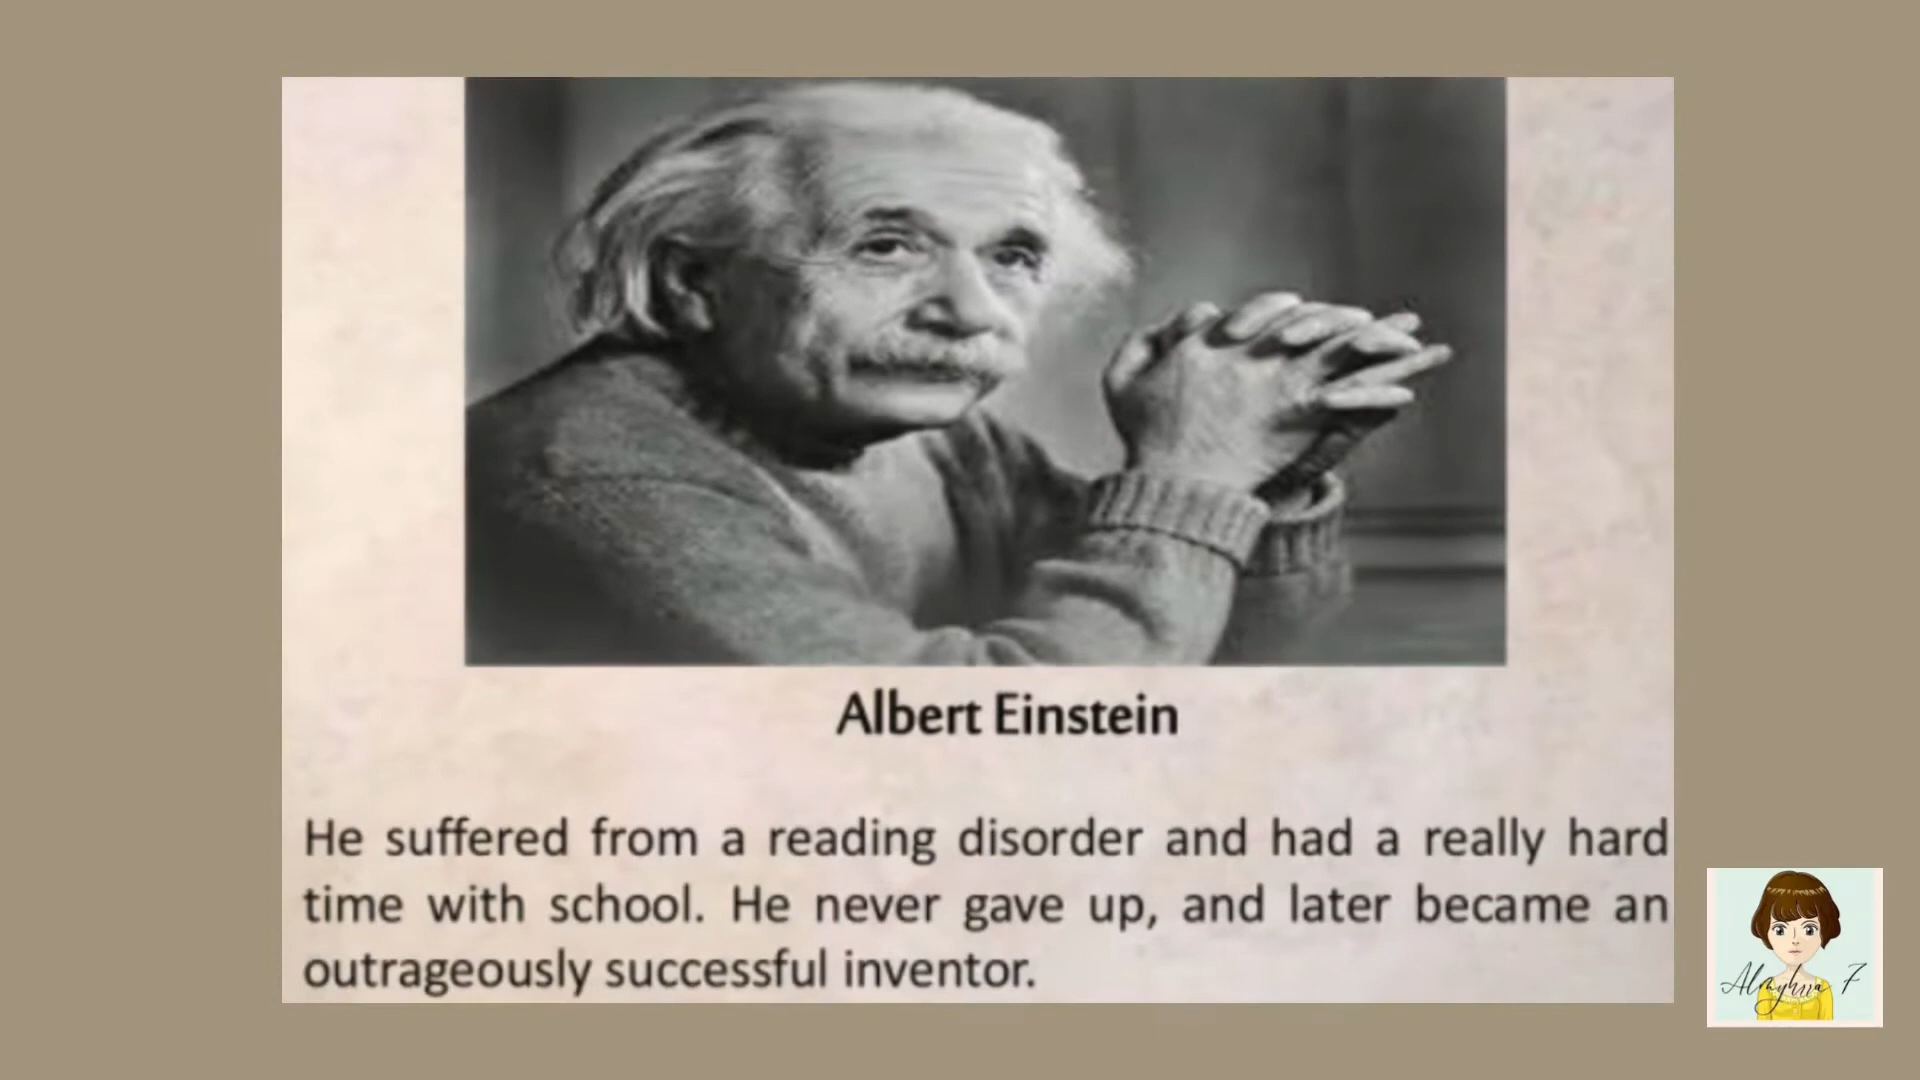 Albert Einstein
He suffered from a reading disorder and had a really hard
time with school. He never gave up, and later became an
outrageously successful inventor.